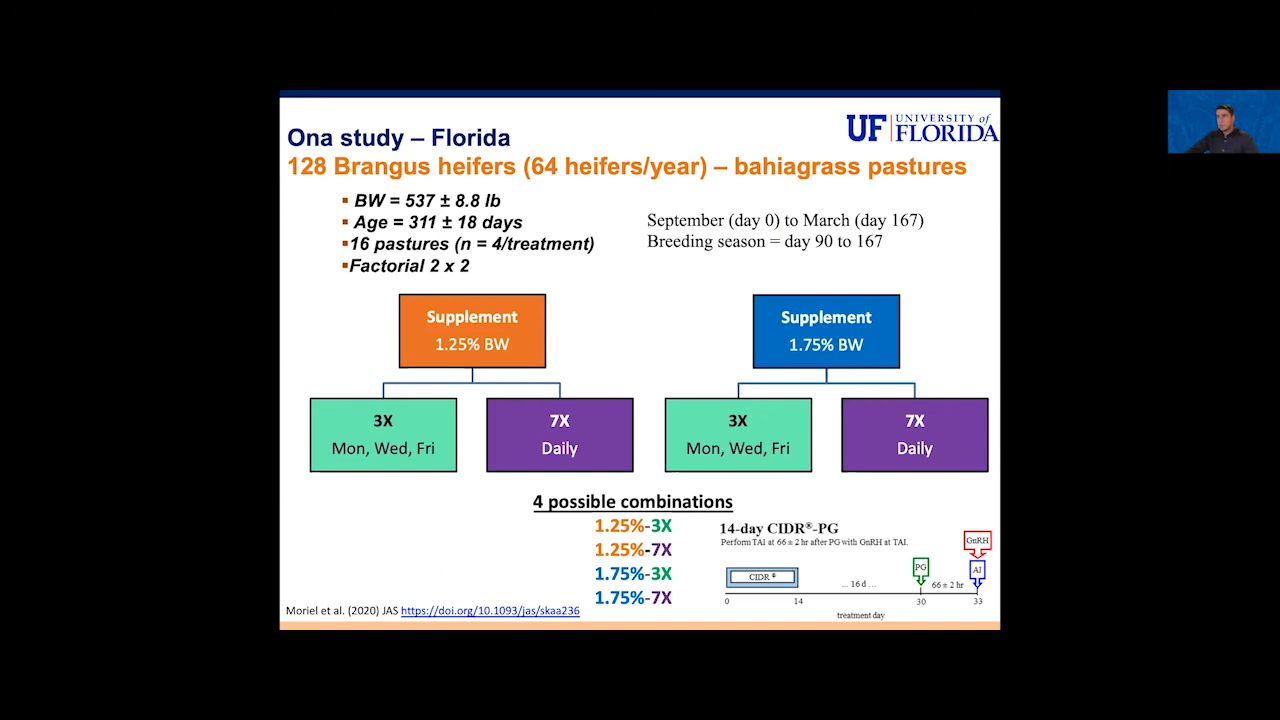 Ona study – Florida
UF UNIVERSITY of FLORIDA
128 Brangus heifers (64 heifers/year) – bahiagrass pastures
▪ BW = 537 ± 8.8 lb
▪ Age = 311 ± 18 days
▪16 pastures (n = 4/treatment)
▪Factorial 2 x 2
September (day 0) to March (day 167)
Breeding season = day 90 to 167
Supplement
1.25% BW
Supplement
1.75% BW
3X
Mon, Wed, Fri
7X
Daily
3X
Mon, Wed, Fri
7X
Daily
4 possible combinations
1.25%-3X
1.25%-7X
1.75%-3X
1.75%-7X
14-day CIDR®-PG
Perform TAI at 66 ± 2 hr after PG with GnRH at TAI.
GnRH
CIDR ®
... 16 d ...
PG
66 ± 2 hr
AI
0 14 30 33
treatment day
Moriel et al. (2020) JAS https://doi.org/10.1093/jas/skaa236